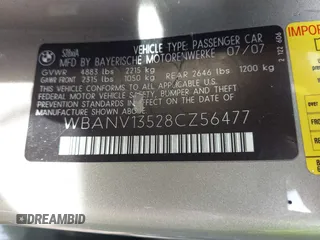 VEHICLE TYPE: PASSENGER CAR
MFD BY BAYERISCHE MOTORENWERKE 07/07
GVWR 4883 lbs 2215 kg
GAWR FRONT 2315 lbs 1050 kg REAR 2646 lbs 1200 kg
THIS VEHICLE CONFORMS TO ALL APPLICABLE
FEDERAL MOTOR VEHICLE SAFETY, BUMPER, AND THEFT
PREVENTION STANDARDS IN EFFECT ON THE DATE OF
MANUFACTURE SHOWN ABOVE
WBANV13528CZ56477
DREAMBID